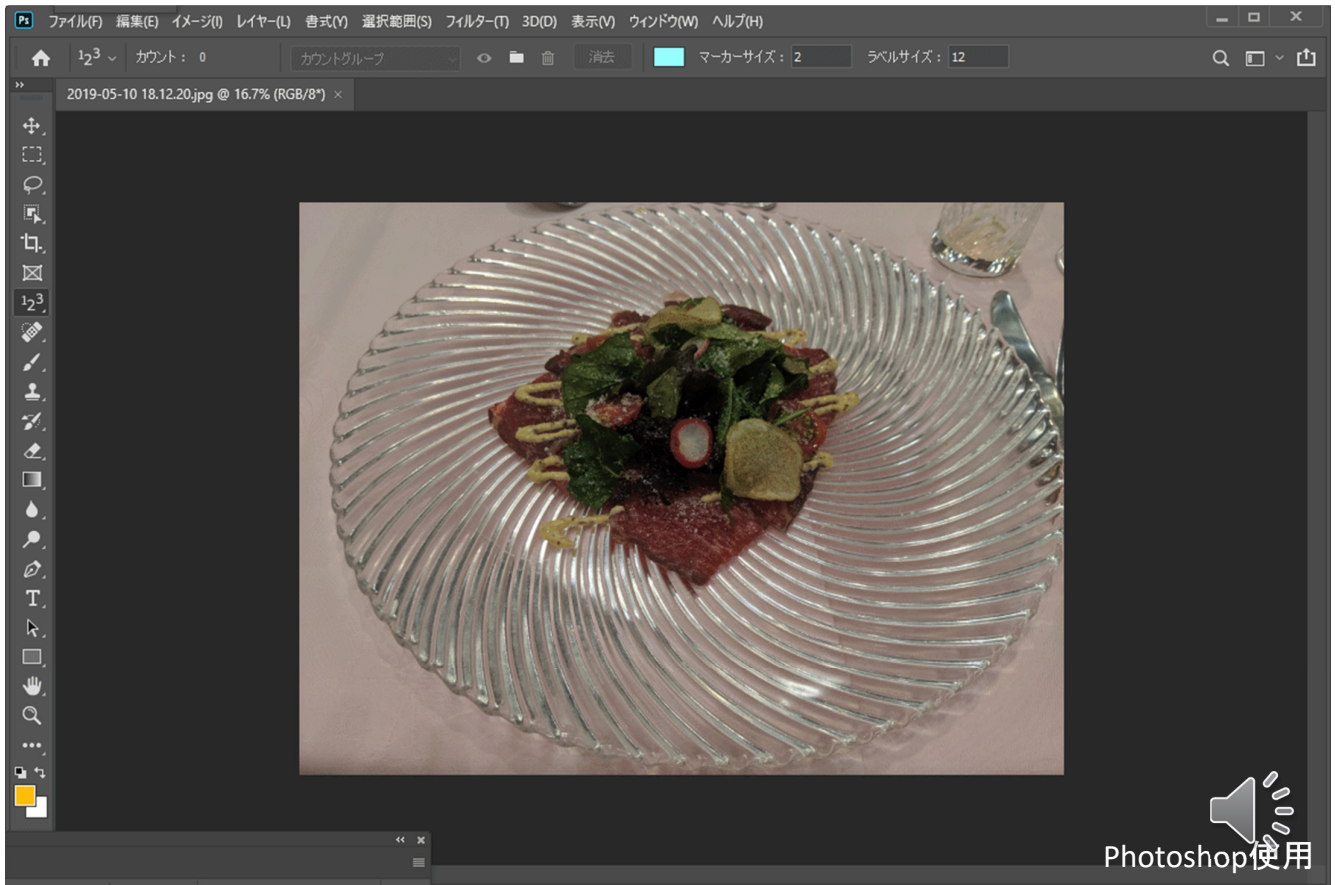 Ps ファイル(F) 編集(E) イメージ(I) レイヤー(L) 書式(Y) 選択範囲(S) フィルター(T) 3D(D) 表示(V) ウィンドウ(W) ヘルプ(H)
123 カウント： 0 カウントグループ 消去 マーカーサイズ： 2 ラベルサイズ： 12
2019-05-10 18.12.20.jpg @ 16.7% (RGB/8*) ×
123
T
Photoshop使用